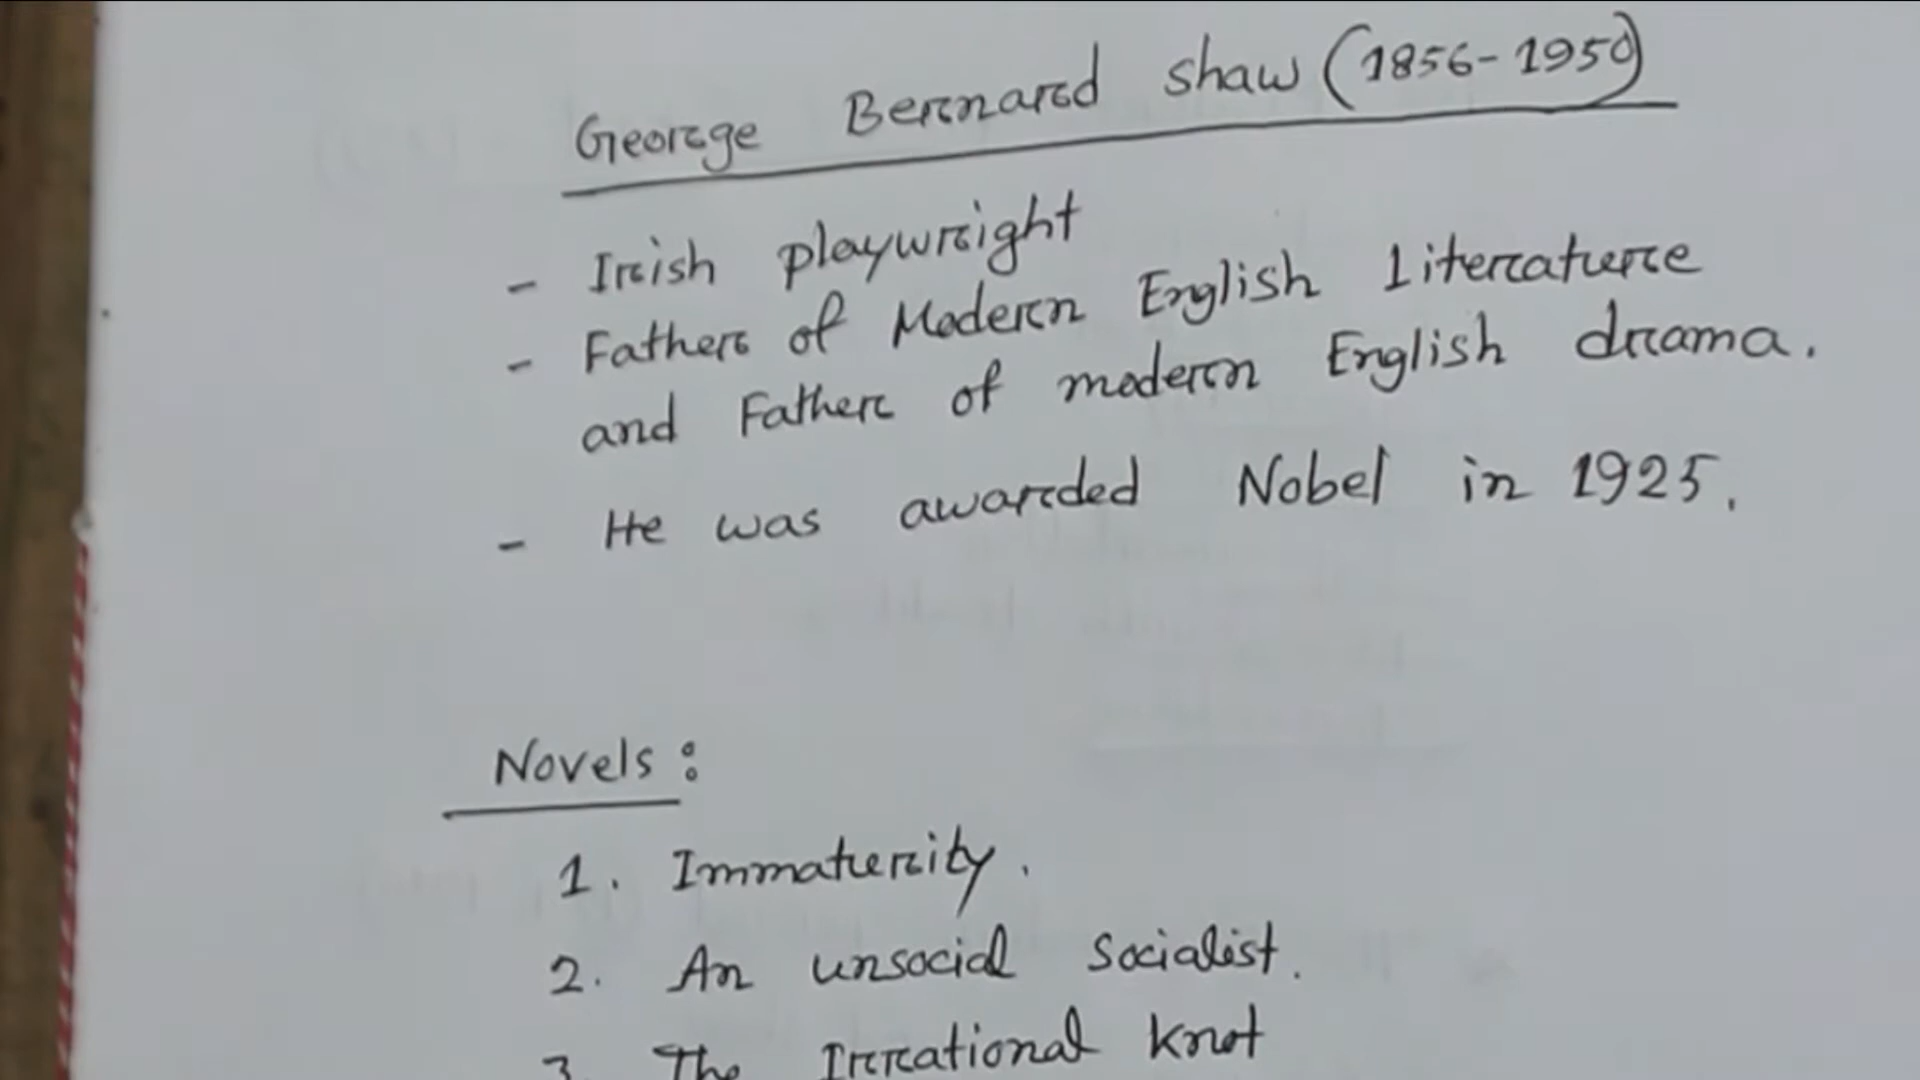 George Bernard Shaw (1856-1950)
- Irish playwright
- Father of Modern English Literature
and Father of modern English drama.
- He was awarded Nobel in 1925.
Novels:
1. Immaturity.
2. An unsocial Socialist.
3. The Irrational knot